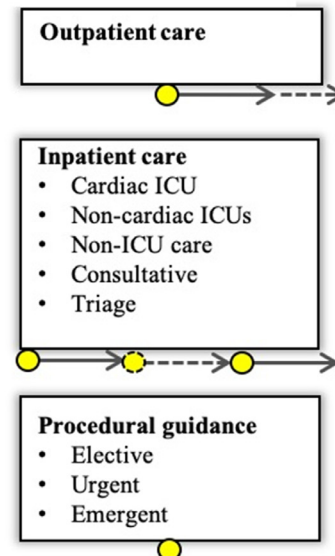 Outpatient care
Inpatient care
• Cardiac ICU
• Non-cardiac ICUs
• Non-ICU care
• Consultative
• Triage
Procedural guidance
• Elective
• Urgent
• Emergent